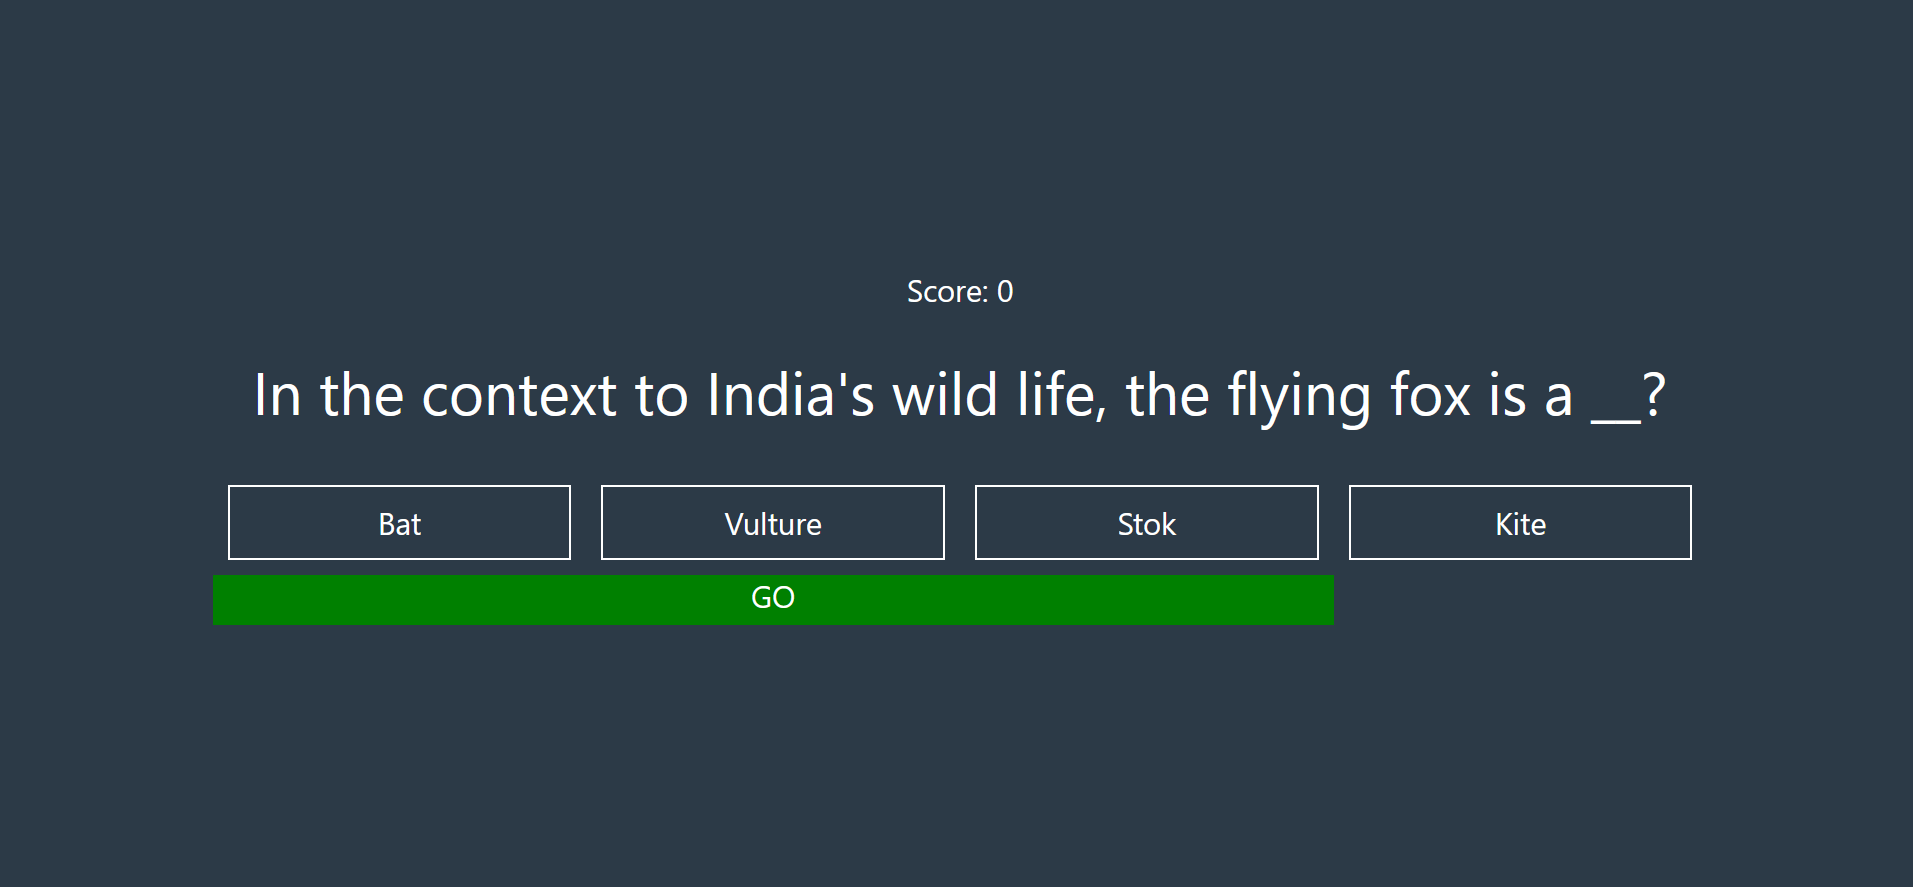 Score: 0
In the context to India's wild life, the flying fox is a __?
Bat
Vulture
Stok
Kite
GO